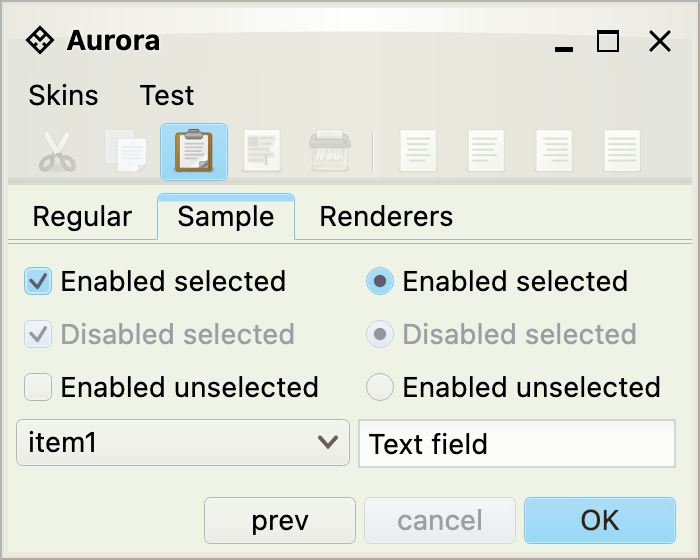 Aurora
Skins Test
Regular Sample Renderers
Enabled selected Enabled selected
Disabled selected Disabled selected
Enabled unselected Enabled unselected
item1 Text field
prev cancel OK